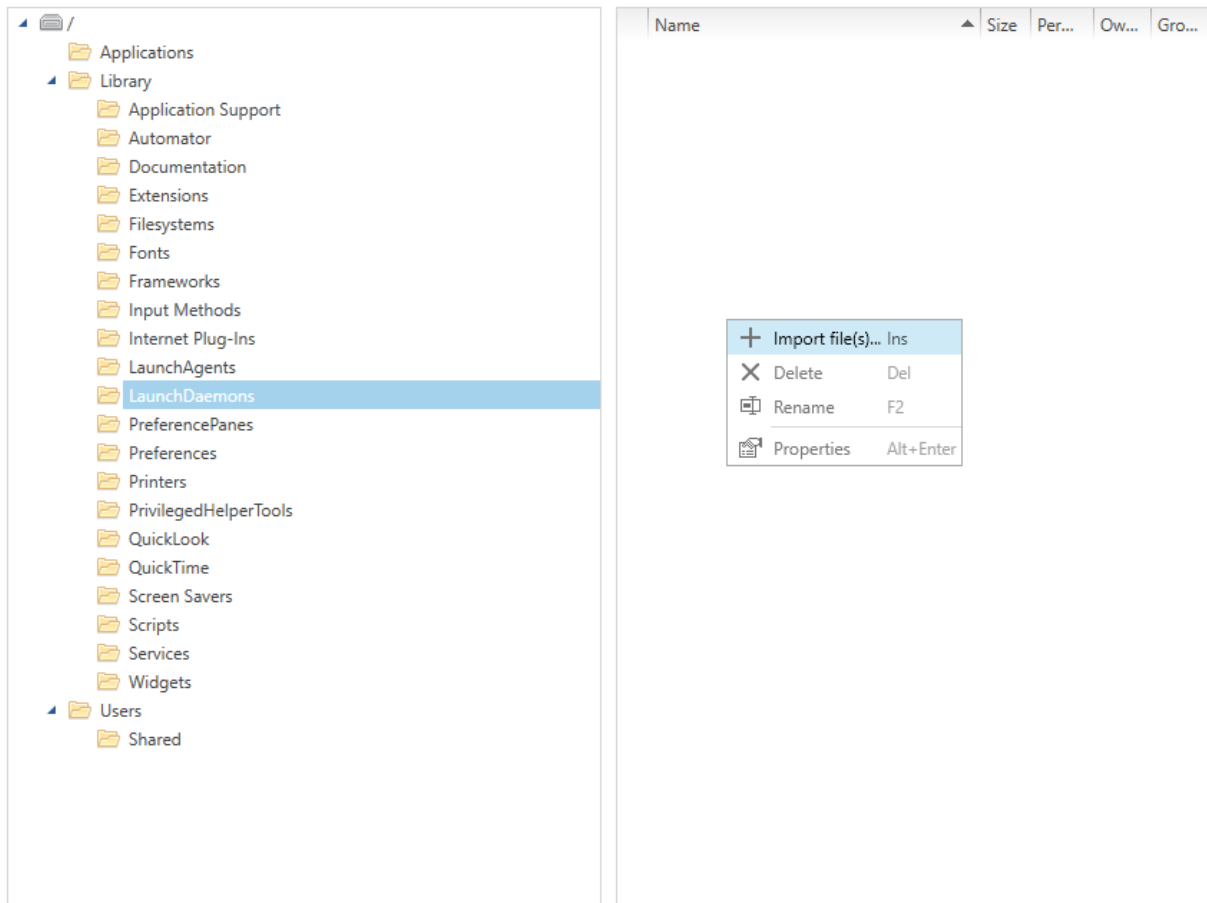 /
Applications
Library
Application Support
Automator
Documentation
Extensions
Filesystems
Fonts
Frameworks
Input Methods
Internet Plug-Ins
LaunchAgents
LaunchDaemons
PreferencePanes
Preferences
Printers
PrivilegedHelperTools
QuickLook
QuickTime
Screen Savers
Scripts
Services
Widgets
Users
Shared
Name Size Per... Ow... Gro...
Import file(s)... Ins
Delete Del
Rename F2
Properties Alt+Enter